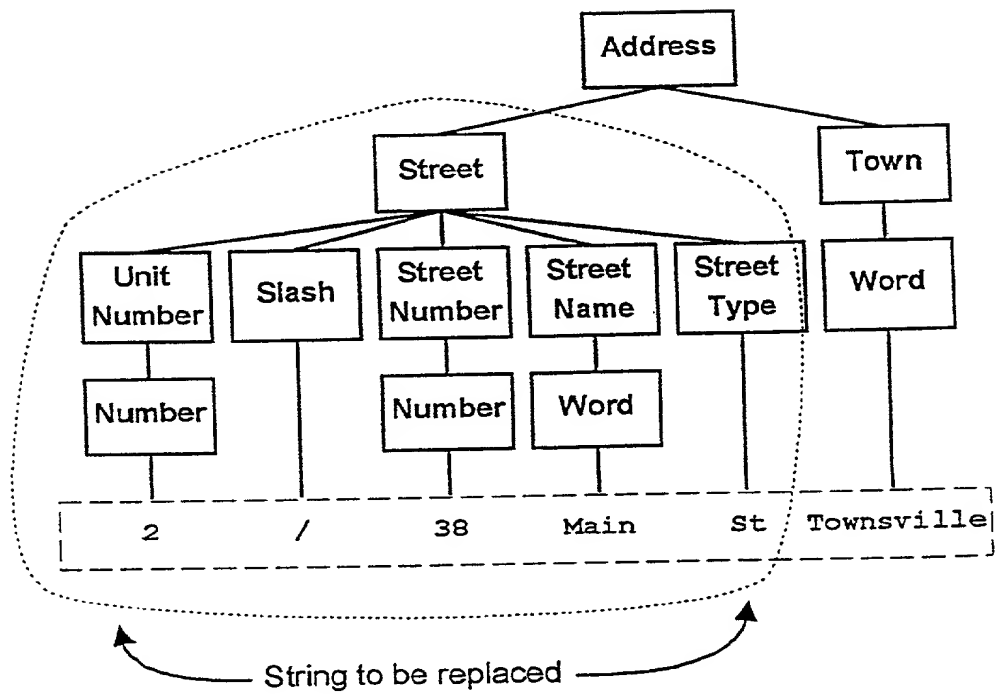 Address
Street
Town
Unit
Number
Slash
Street
Number
Street
Name
Street
Type
Word
Number
Number
Word
2 / 38 Main St Townsville
String to be replaced